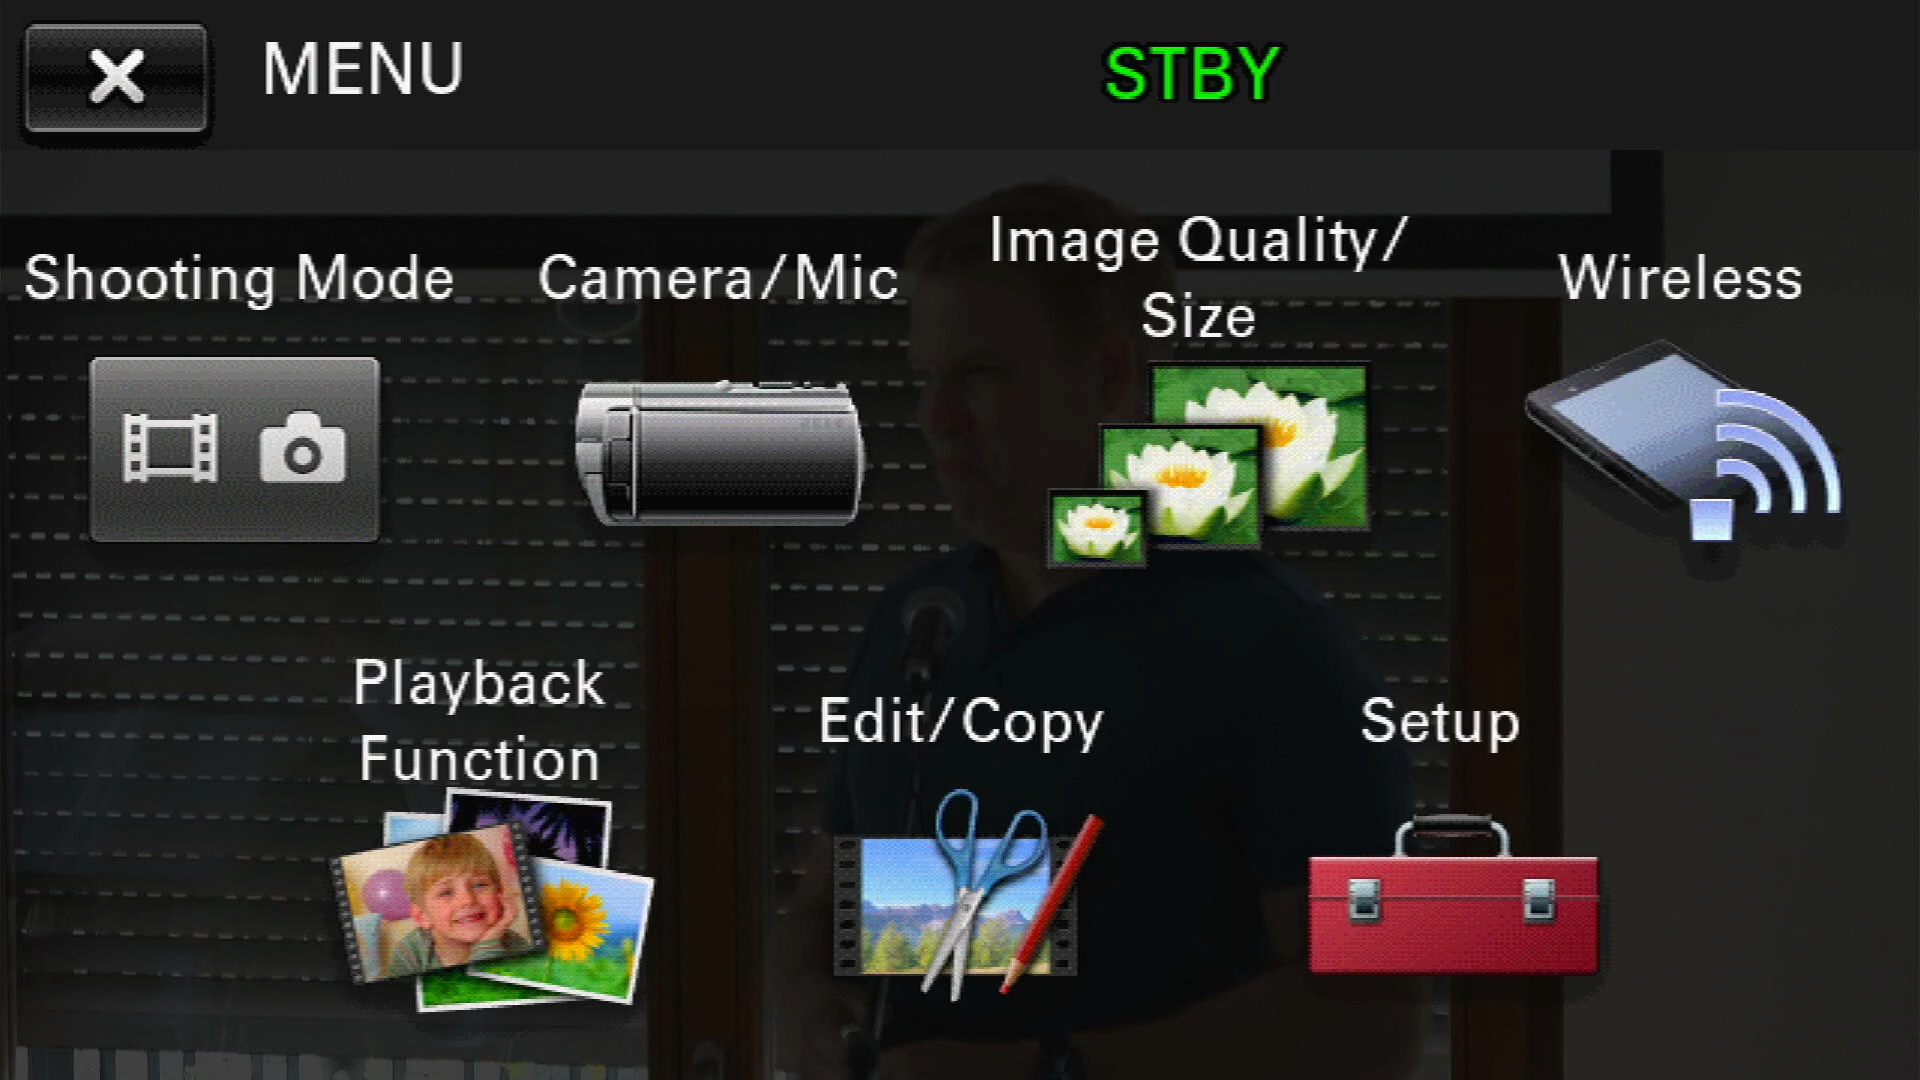 MENU
STBY
Shooting Mode
Camera/Mic
Image Quality/
Size
Wireless
Playback
Function
Edit/Copy
Setup